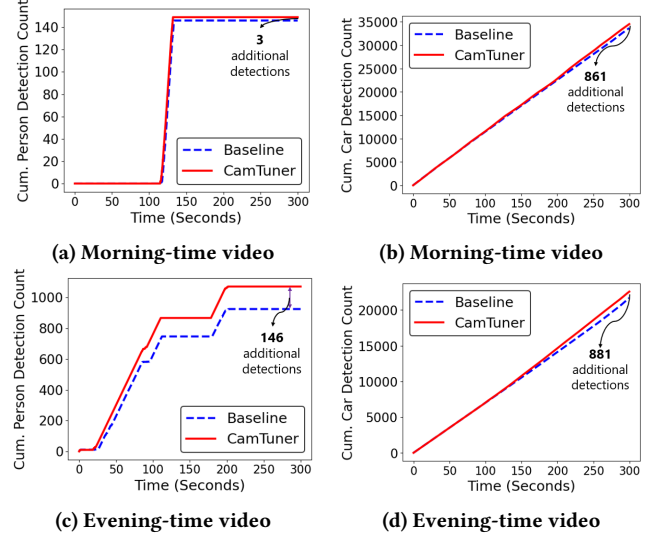 Cum. Person Detection Count
140
120
100
80
60
40
20
0
3
additional
detections
Baseline
CamTuner
0 50 100 150 200 250 300
Time (Seconds)
(a) Morning-time video
Cum. Car Detection Count
35000
30000
25000
20000
15000
10000
5000
0
Baseline
CamTuner
861
additional
detections
0 50 100 150 200 250 300
Time (Seconds)
(b) Morning-time video
Cum. Person Detection Count
1000
800
600
400
200
0
146
additional
detections
Baseline
CamTuner
0 50 100 150 200 250 300
Time (Seconds)
(c) Evening-time video
Cum. Car Detection Count
20000
15000
10000
5000
0
Baseline
CamTuner
881
additional
detections
0 50 100 150 200 250 300
Time (Seconds)
(d) Evening-time video